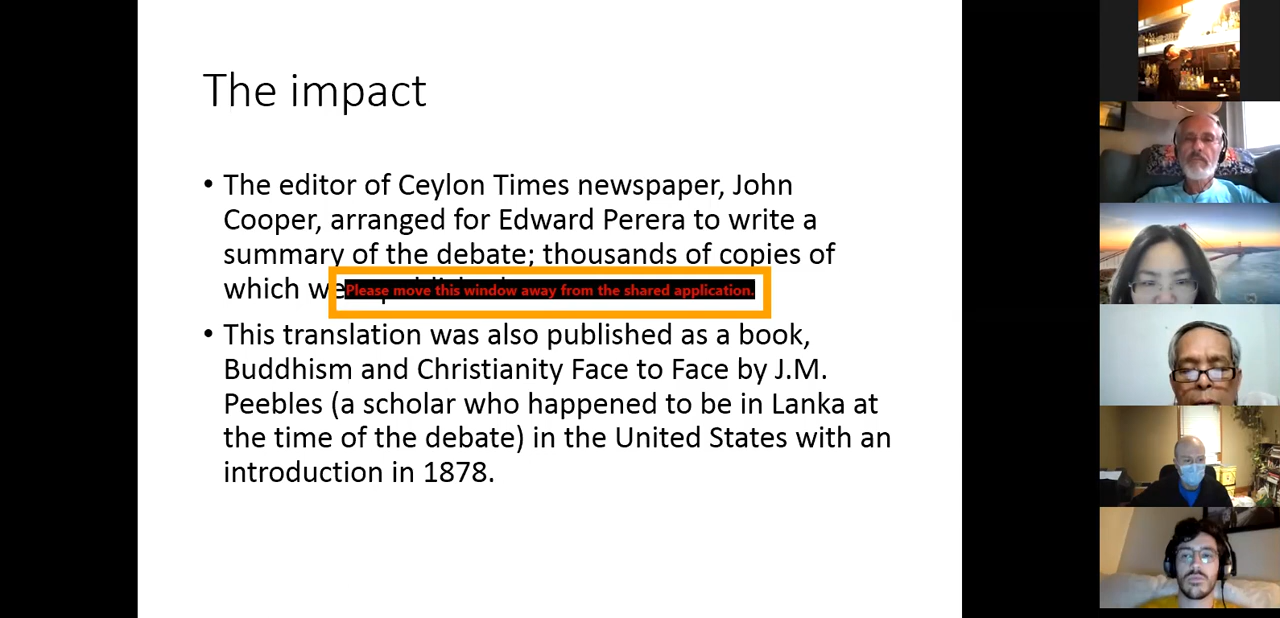 The impact
• The editor of Ceylon Times newspaper, John
Cooper, arranged for Edward Perera to write a
summary of the debate; thousands of copies of
which
Please move this window away from the shared application.
• This translation was also published as a book,
Buddhism and Christianity Face to Face by J.M.
Peebles (a scholar who happened to be in Lanka at
the time of the debate) in the United States with an
introduction in 1878.